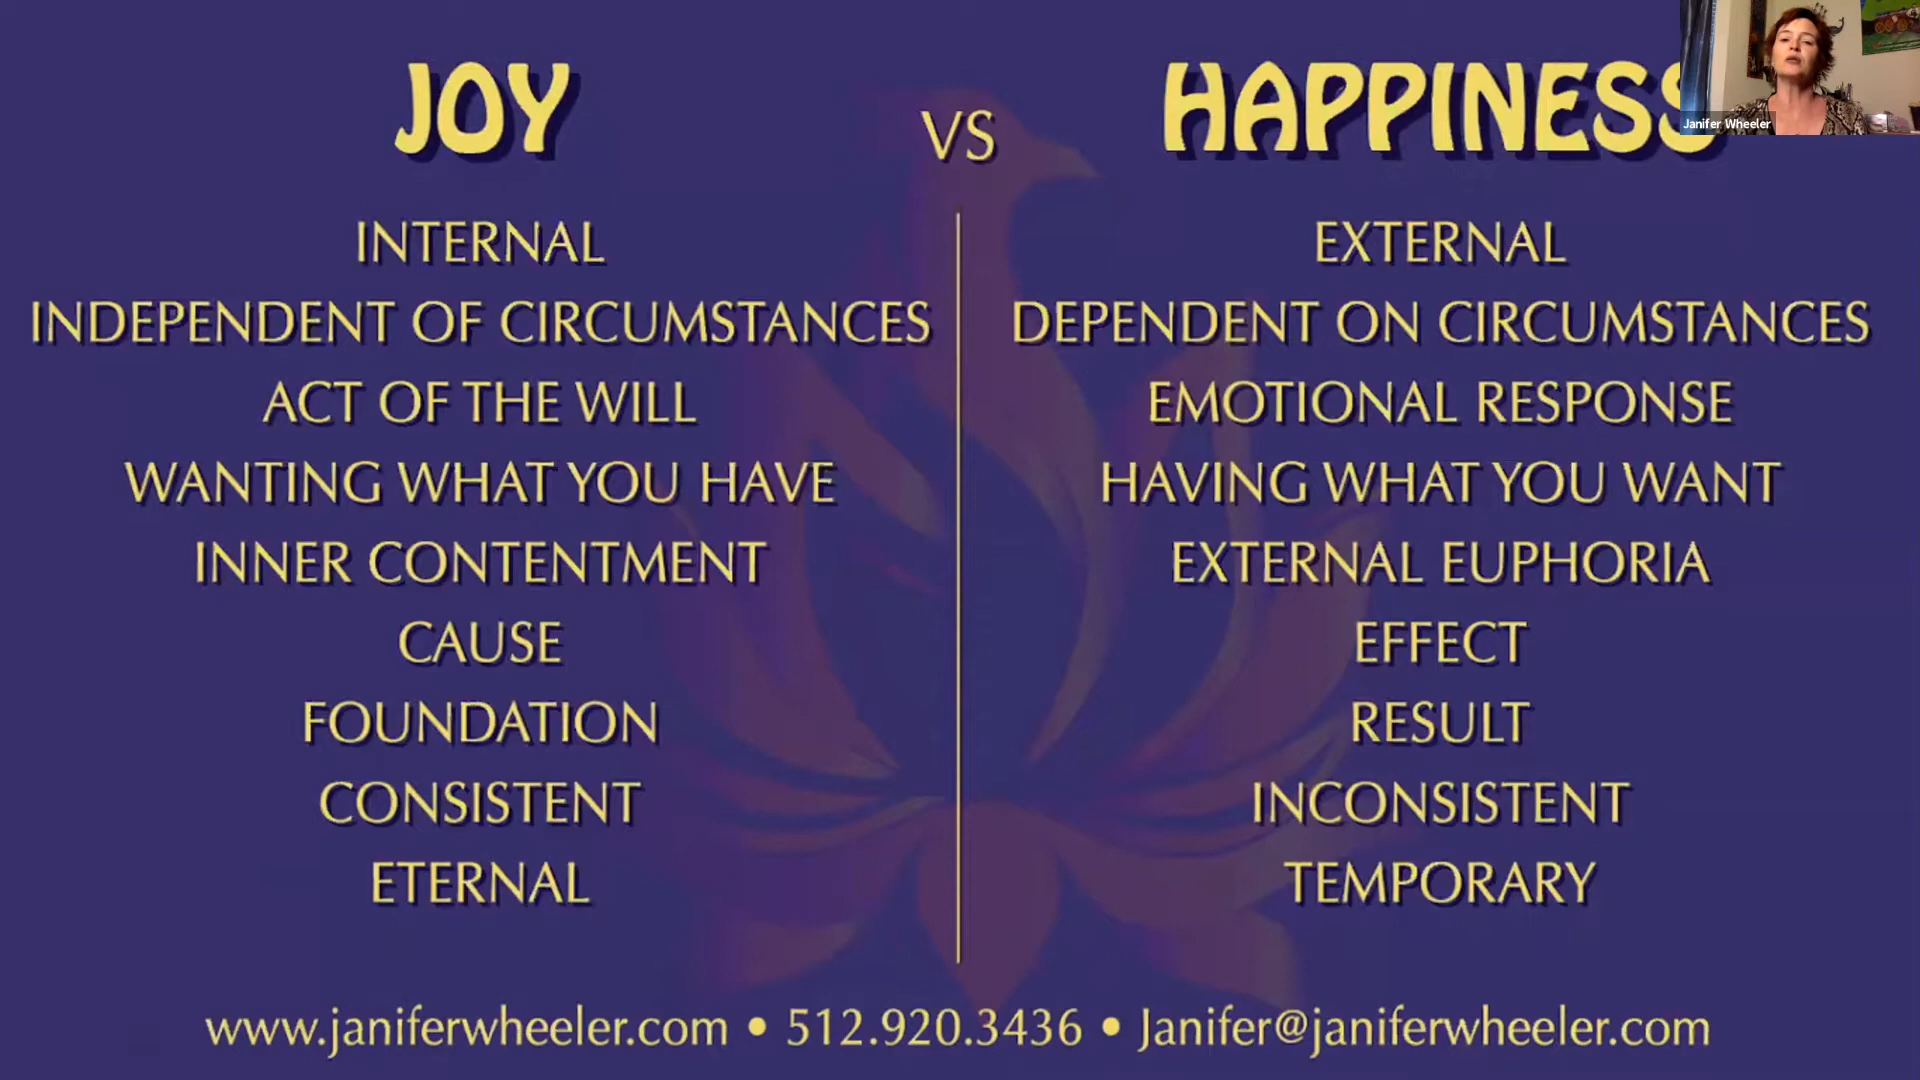 JOY VS HAPPINESS
Janifer Wheeler
INTERNAL
EXTERNAL
INDEPENDENT OF CIRCUMSTANCES
DEPENDENT ON CIRCUMSTANCES
ACT OF THE WILL
EMOTIONAL RESPONSE
WANTING WHAT YOU HAVE
HAVING WHAT YOU WANT
INNER CONTENTMENT
EXTERNAL EUPHORIA
CAUSE
EFFECT
FOUNDATION
RESULT
CONSISTENT
INCONSISTENT
ETERNAL
TEMPORARY
www.janiferwheeler.com • 512.920.3436 • Janifer@janiferwheeler.com